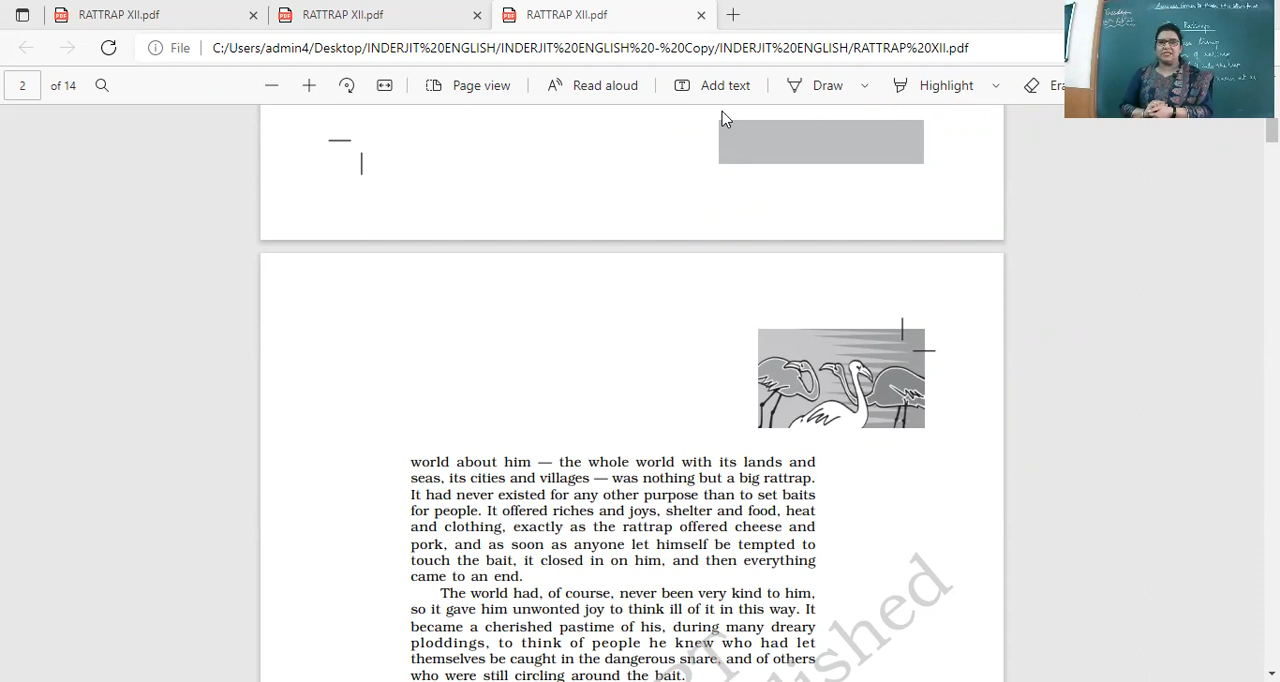 RATTRAP XII.pdf
RATTRAP XII.pdf
RATTRAP XII.pdf
File
C:/Users/admin4/Desktop/INDERJIT%20ENGLISH/INDERJIT%20ENGLISH%20-%20Copy/INDERJIT%20ENGLISH/RATTRAP%20XII.pdf
2 of 14
Page view
Read aloud
Add text
Draw
Highlight
Era
Tuesday
Rattrap
world about him — the whole world with its lands and
seas, its cities and villages — was nothing but a big rattrap.
It had never existed for any other purpose than to set baits
for people. It offered riches and joys, shelter and food, heat
and clothing, exactly as the rattrap offered cheese and
pork, and as soon as anyone let himself be tempted to
touch the bait, it closed in on him, and then everything
came to an end.
The world had, of course, never been very kind to him,
so it gave him unwonted joy to think ill of it in this way. It
became a cherished pastime of his, during many dreary
ploddings, to think of people he knew who had let
themselves be caught in the dangerous snare, and of others
who were still circling around the bait.